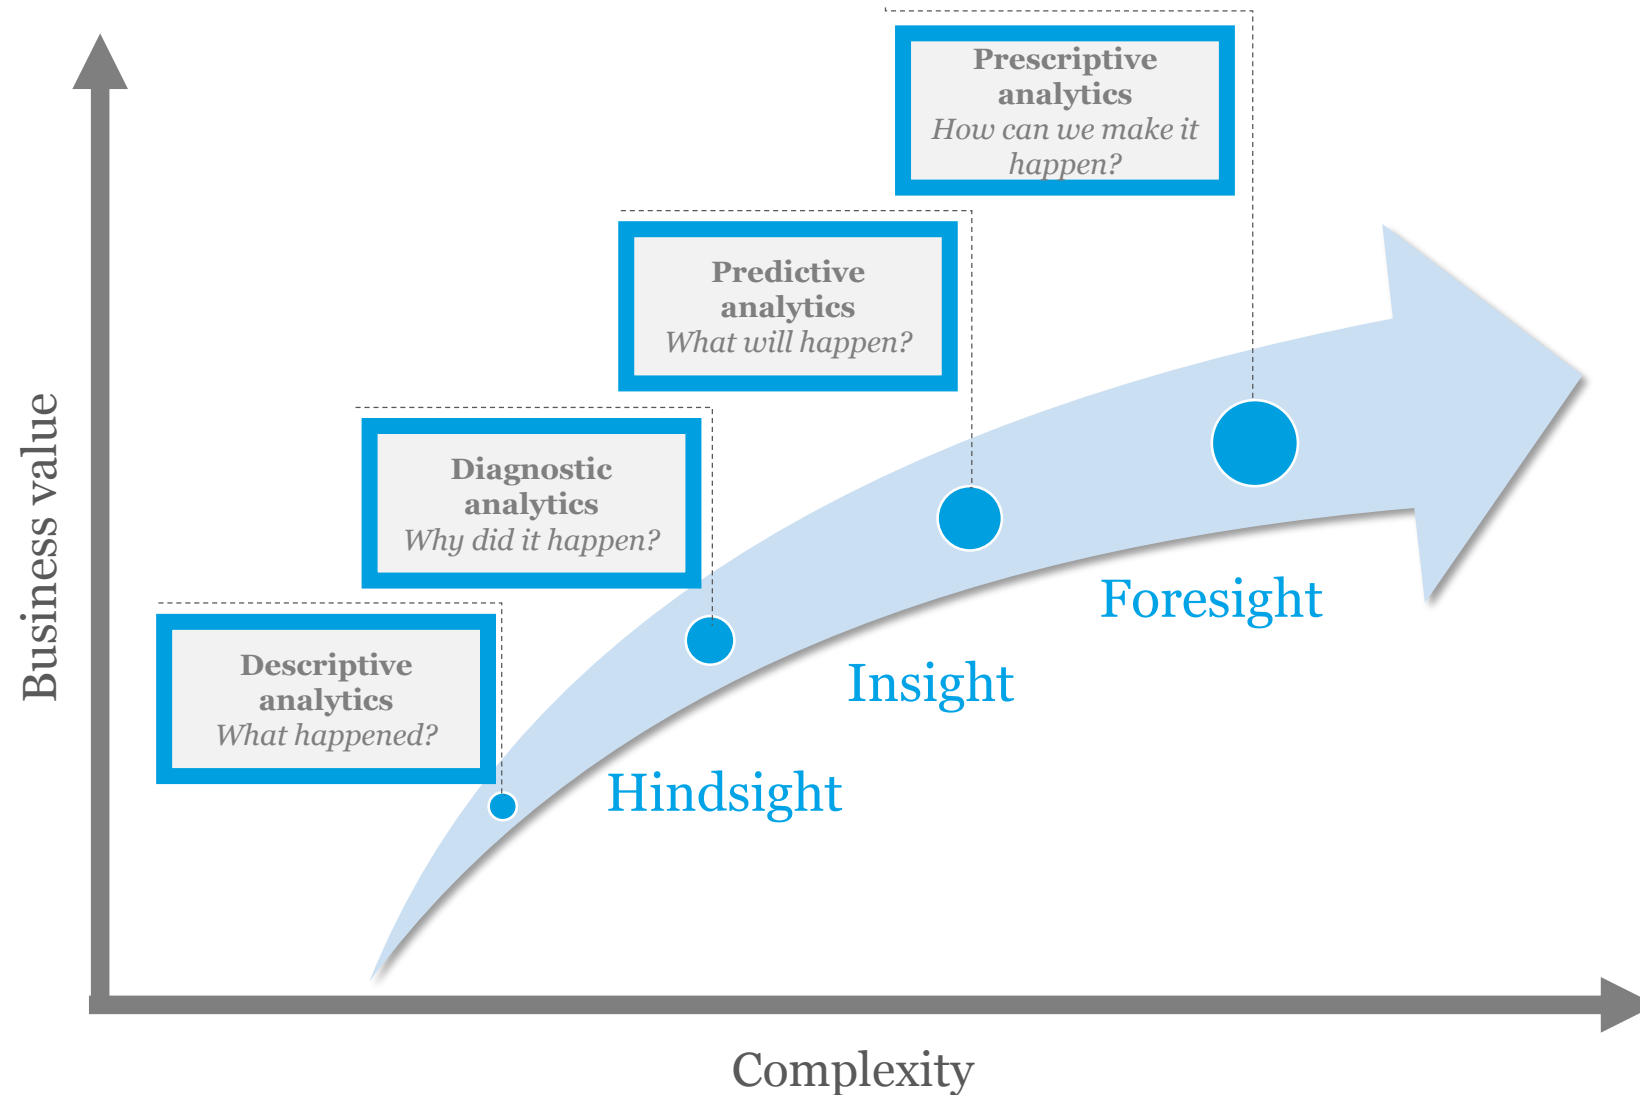 Prescriptive
analytics
How can we make it
happen?
Predictive
analytics
What will happen?
Diagnostic
analytics
Why did it happen?
Descriptive
analytics
What happened?
Foresight
Insight
Hindsight
Business value
Complexity